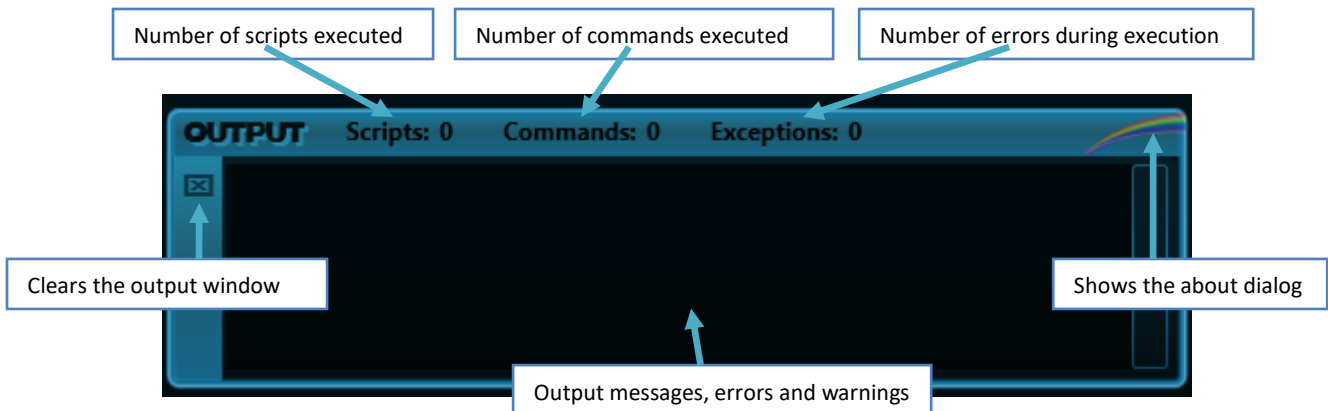 Number of scripts executed
Number of commands executed
Number of errors during execution
OUTPUT Scripts: 0 Commands: 0 Exceptions: 0
Clears the output window
Shows the about dialog
Output messages, errors and warnings